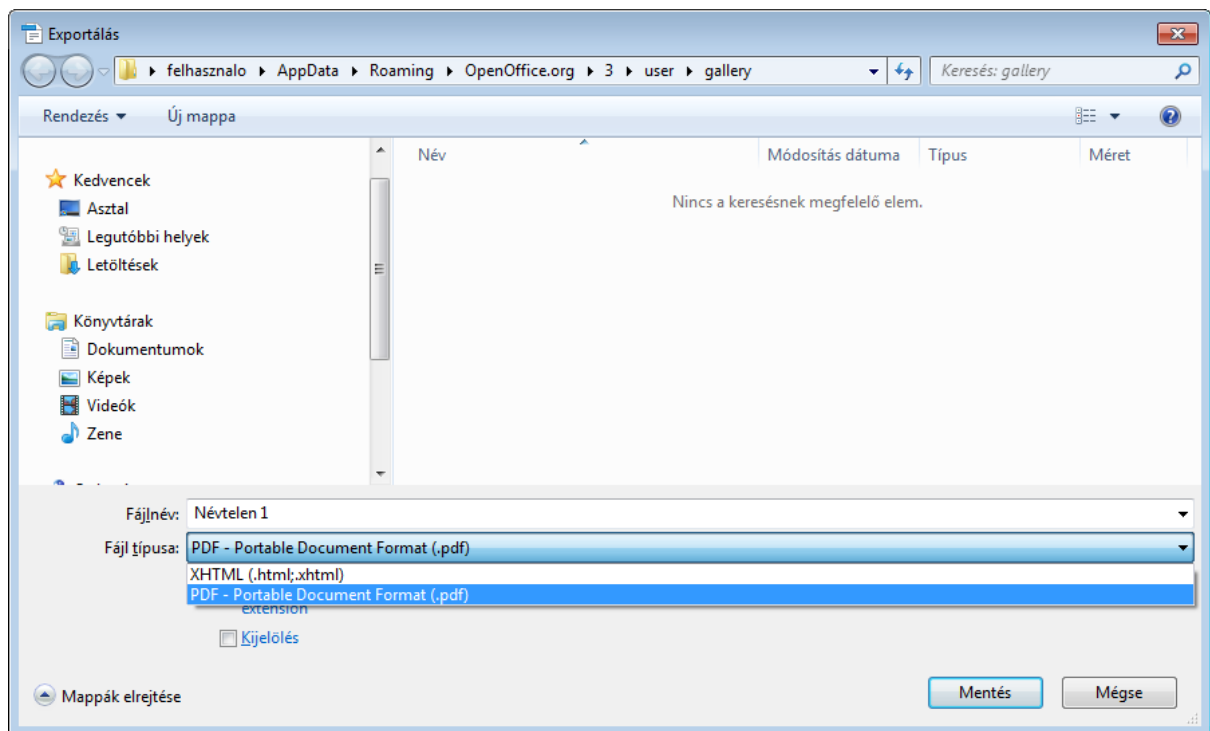 Exportálás
felhasznalo AppData Roaming OpenOffice.org 3 user gallery Keresés: gallery
Rendezés Új mappa
Név Módosítás dátuma Típus Méret
Nincs a keresésnek megfelelő elem.
Kedvencek
Asztal
Legutóbbi helyek
Letöltések
Könyvtárak
Dokumentumok
Képek
Videók
Zene
Fájlnév: Névtelen 1
Fájl típusa: PDF - Portable Document Format (.pdf)
XHTML (.html;.xhtml)
PDF - Portable Document Format (.pdf)
extension
Kijelölés
Mappák elrejtése Mentés Mégse